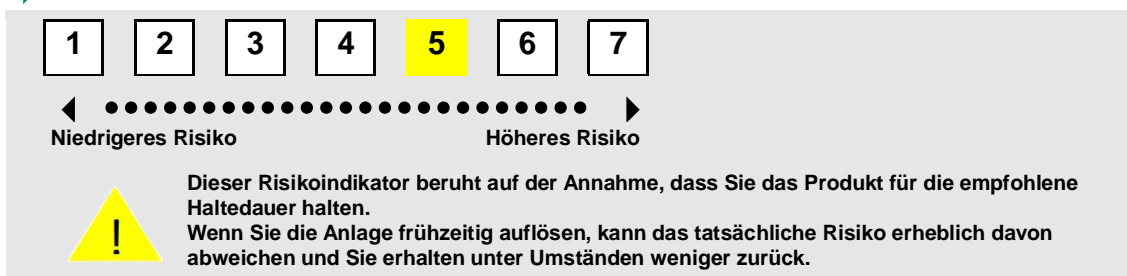 1 2 3 4 5 6 7
Niedrigeres Risiko Höheres Risiko
Dieser Risikoindikator beruht auf der Annahme, dass Sie das Produkt für die empfohlene
Haltedauer halten.
! Wenn Sie die Anlage frühzeitig auflösen, kann das tatsächliche Risiko erheblich davon
abweichen und Sie erhalten unter Umständen weniger zurück.